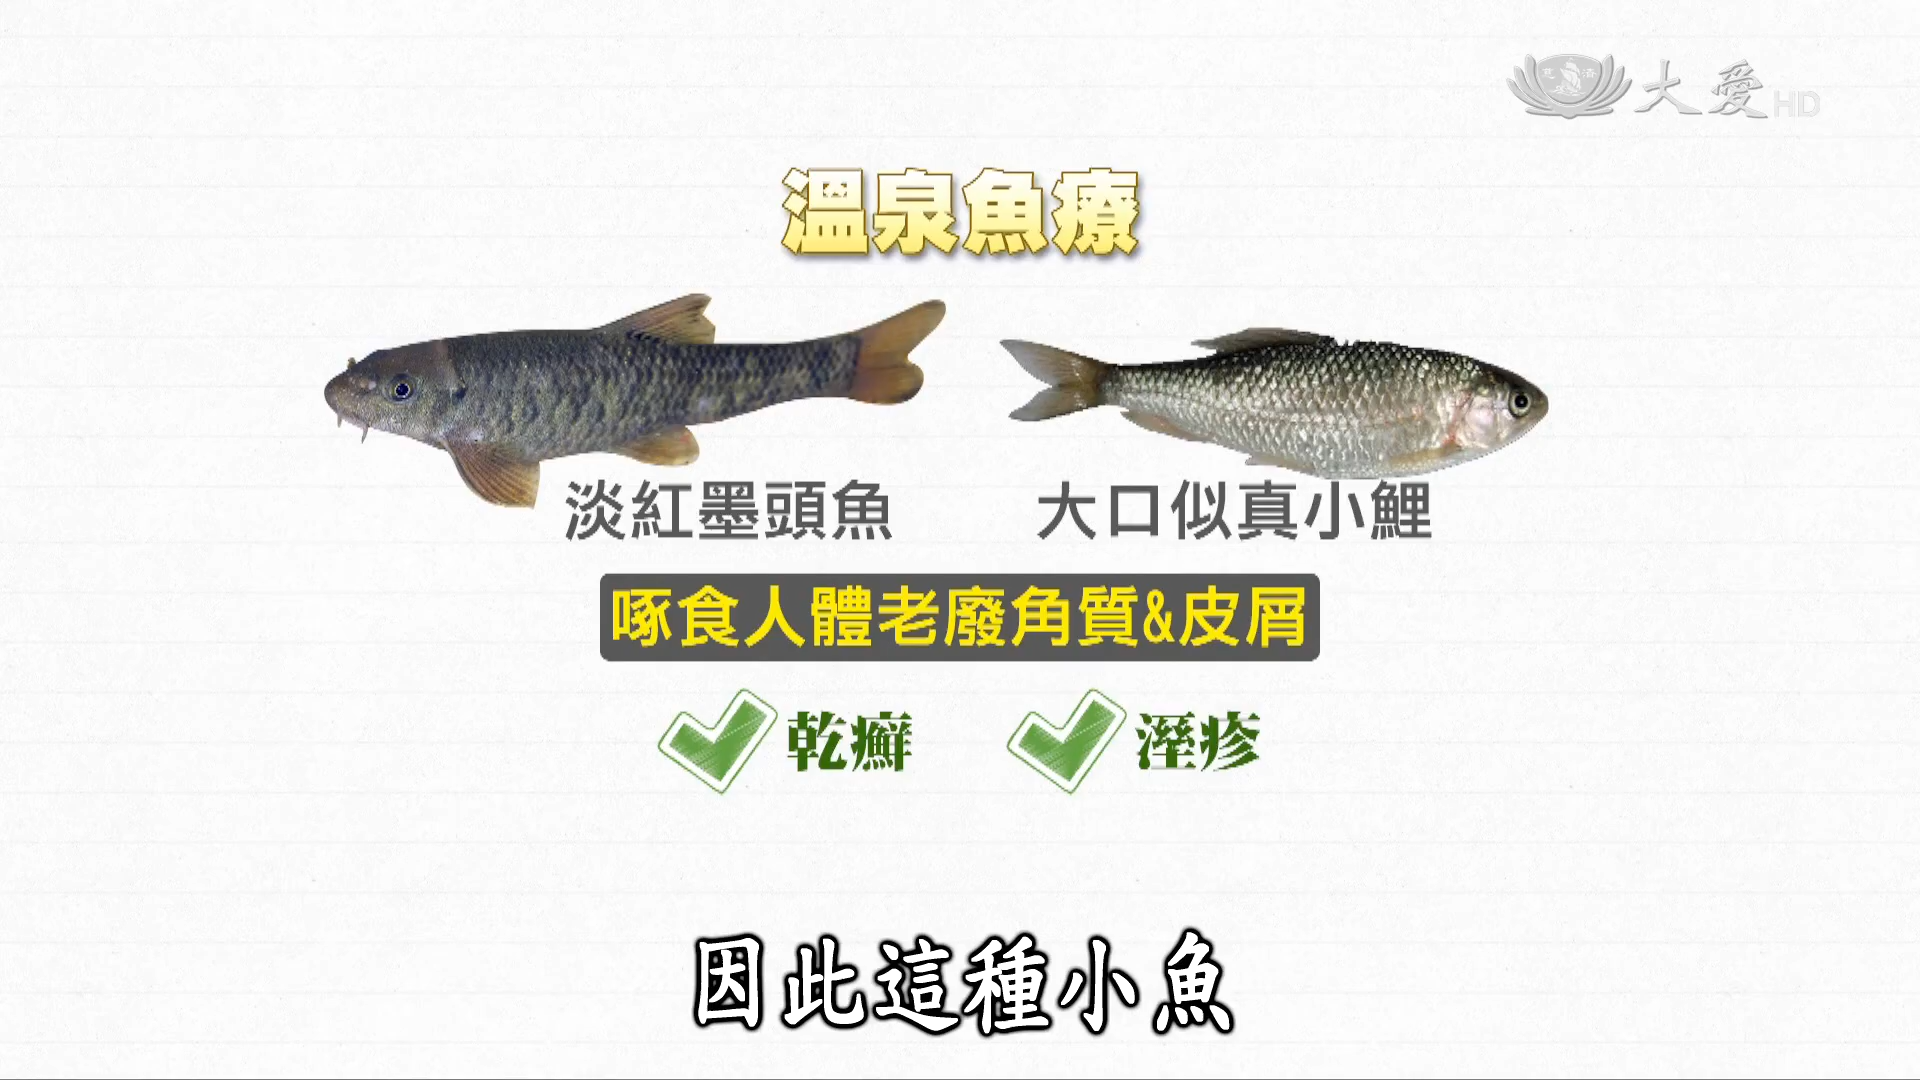 大愛HD
溫泉魚療
淡紅墨頭魚
大口似真小鯉
啄食人體老廢角質&皮屑
乾癬
溼疹
因此這種小魚